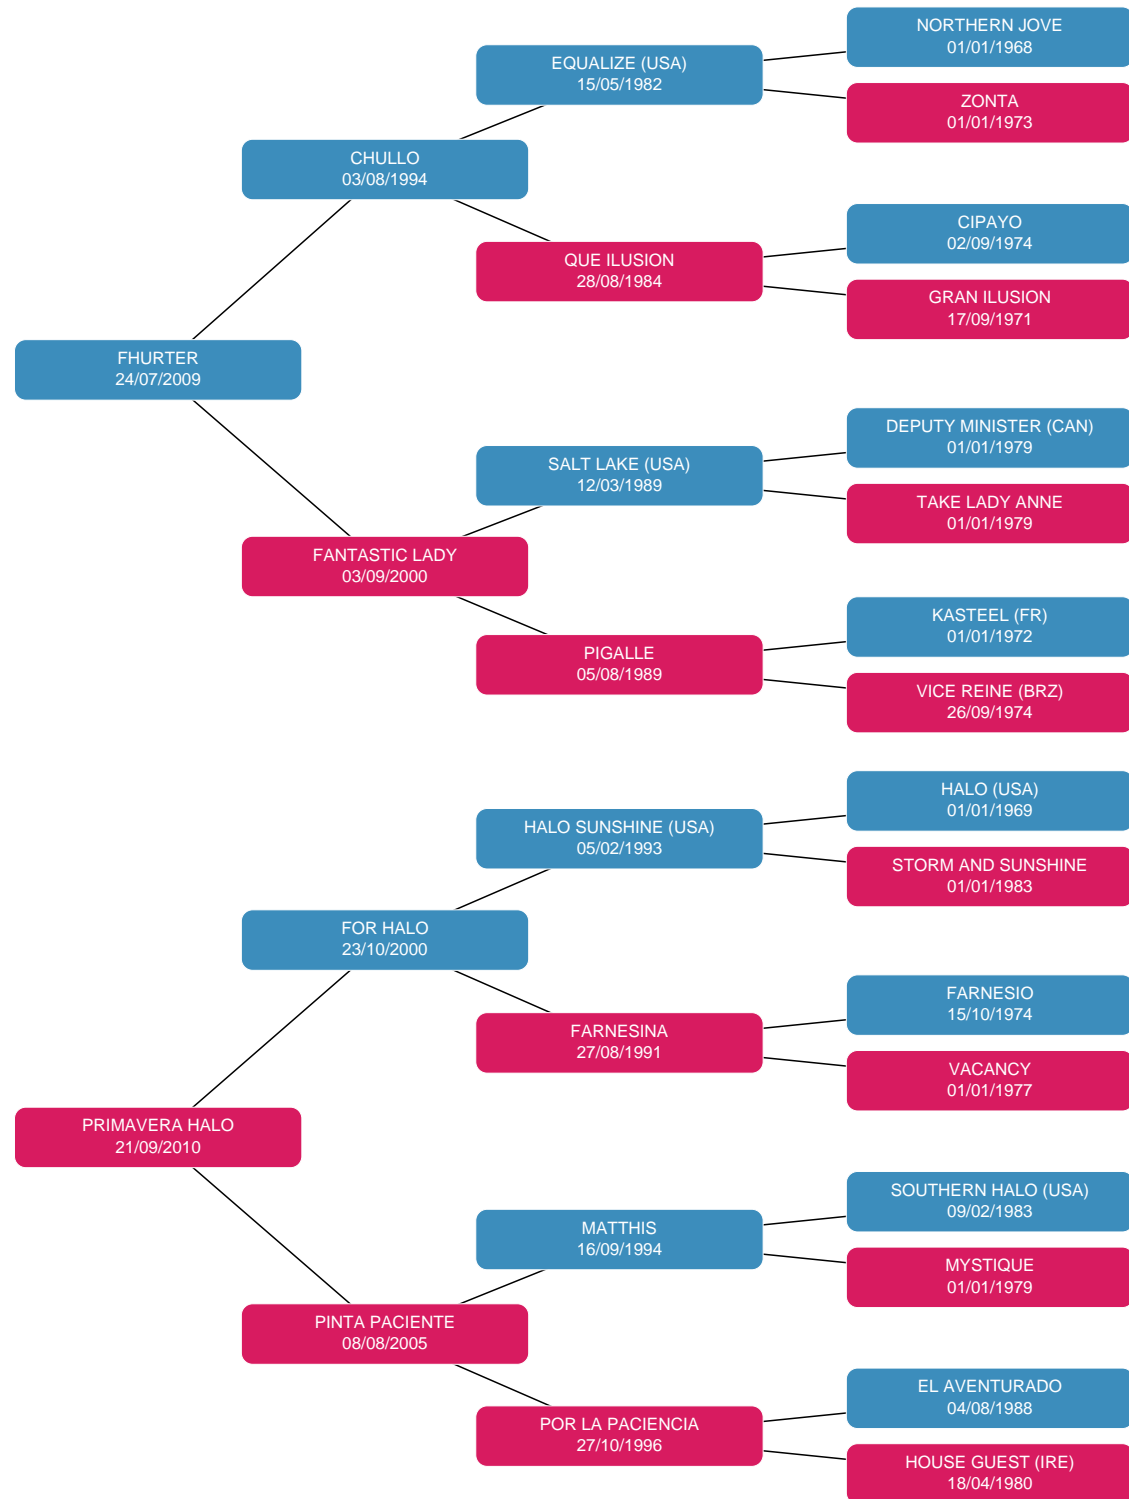 NORTHERN JOVE
01/01/1968
EQUALIZE (USA)
15/05/1982
ZONTA
01/01/1973
CHULLO
03/08/1994
CIPAYO
02/09/1974
QUE ILUSION
28/08/1984
GRAN ILUSION
17/09/1971
FHURTER
24/07/2009
DEPUTY MINISTER (CAN)
01/01/1979
SALT LAKE (USA)
12/03/1989
TAKE LADY ANNE
01/01/1979
FANTASTIC LADY
03/09/2000
KASTEEL (FR)
01/01/1972
PIGALLE
05/08/1989
VICE REINE (BRZ)
26/09/1974
HALO (USA)
01/01/1969
HALO SUNSHINE (USA)
05/02/1993
STORM AND SUNSHINE
01/01/1983
FOR HALO
23/10/2000
FARNESIO
15/10/1974
FARNESINA
27/08/1991
VACANCY
01/01/1977
PRIMAVERA HALO
21/09/2010
SOUTHERN HALO (USA)
09/02/1983
MATTHIS
16/09/1994
MYSTIQUE
01/01/1979
PINTA PACIENTE
08/08/2005
EL AVENTURADO
04/08/1988
POR LA PACIENCIA
27/10/1996
HOUSE GUEST (IRE)
18/04/1980